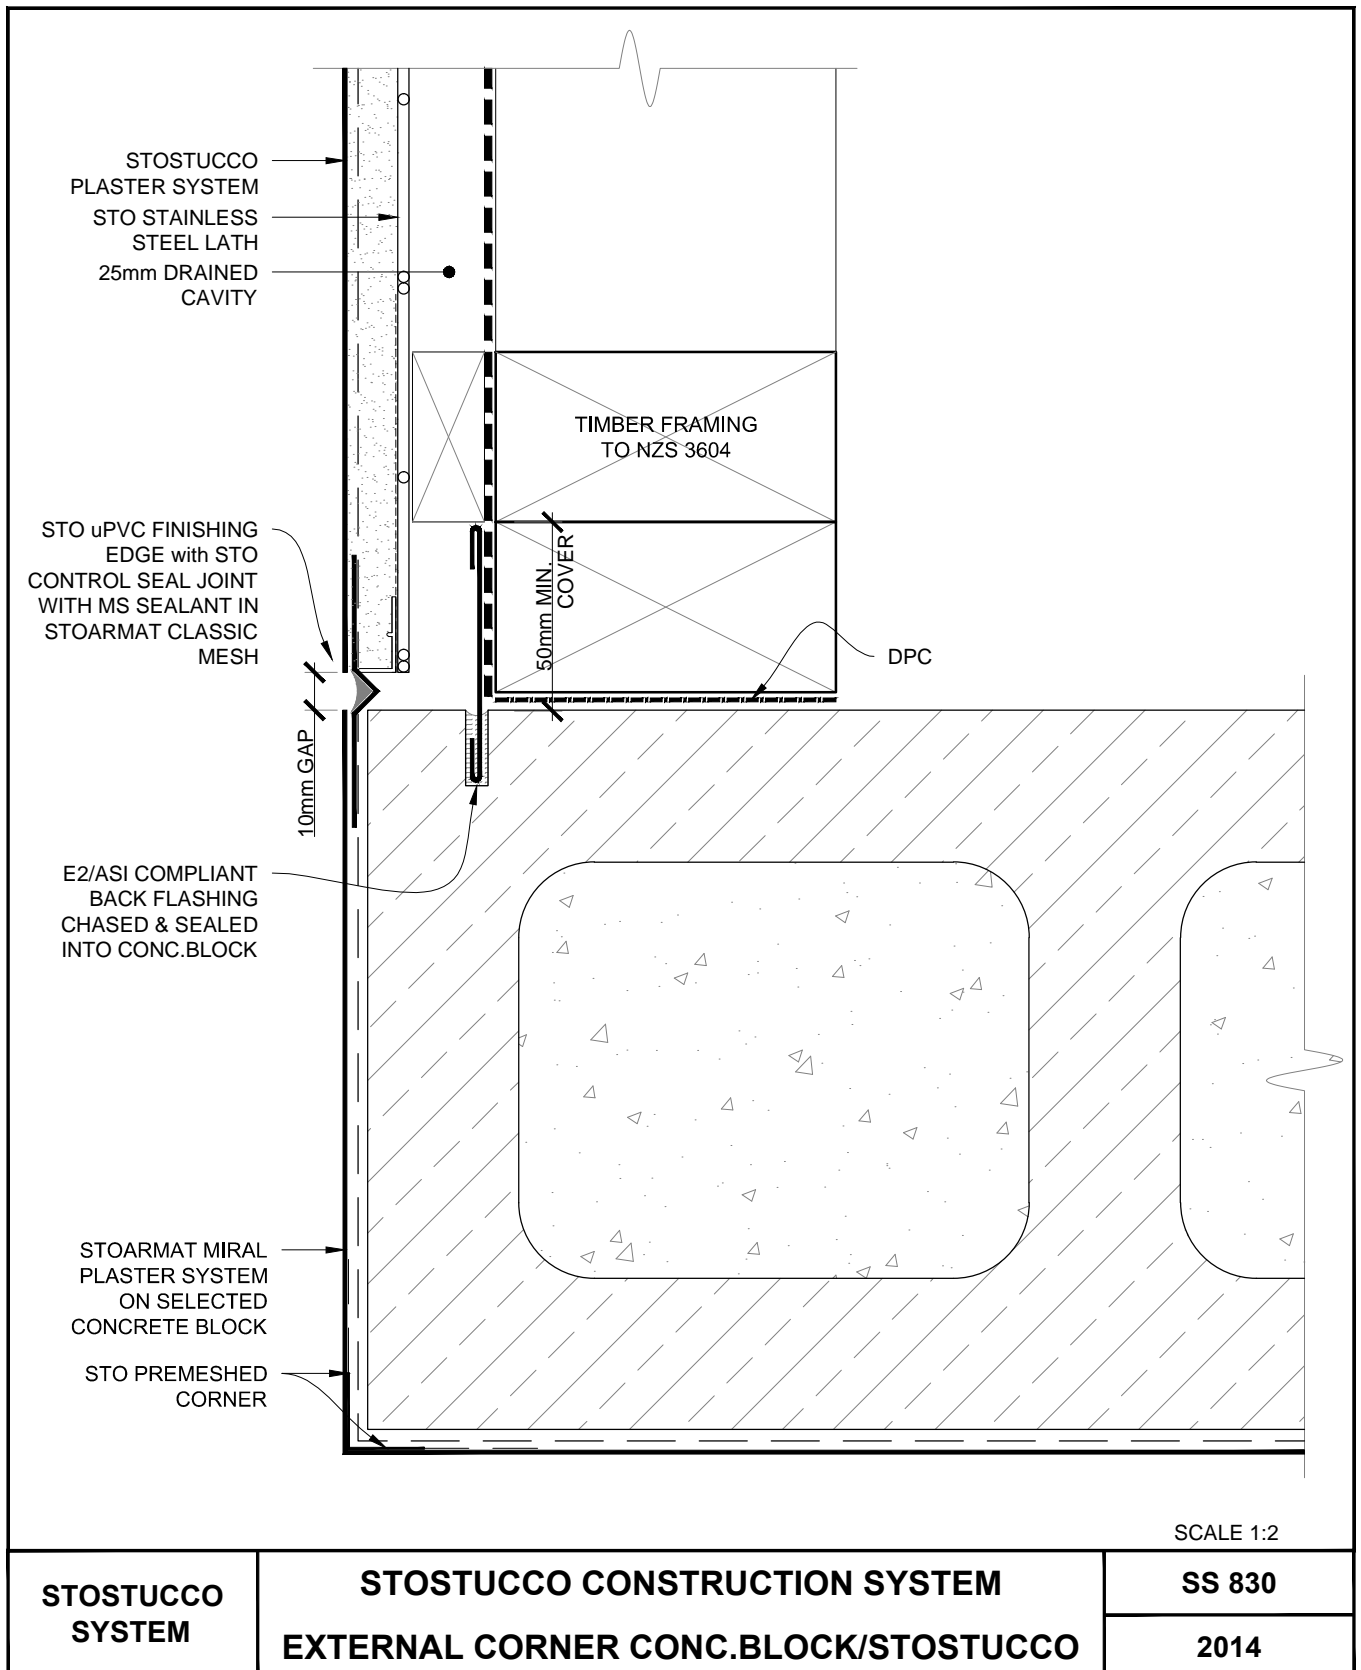 STOSTUCCO
PLASTER SYSTEM
STO STAINLESS
STEEL LATH
25mm DRAINED
CAVITY
TIMBER FRAMING
TO NZS 3604
STO uPVC FINISHING
EDGE with STO
CONTROL SEAL JOINT
WITH MS SEALANT IN
STOARMAT CLASSIC
MESH
50mm MIN.
COVER
DPC
10mm GAP
E2/ASI COMPLIANT
BACK FLASHING
CHASED & SEALED
INTO CONC.BLOCK
STOARMAT MIRAL
PLASTER SYSTEM
ON SELECTED
CONCRETE BLOCK
STO PREMESHED
CORNER
SCALE 1:2
STOSTUCCO
SYSTEM
STOSTUCCO CONSTRUCTION SYSTEM
EXTERNAL CORNER CONC.BLOCK/STOSTUCCO
SS 830
2014